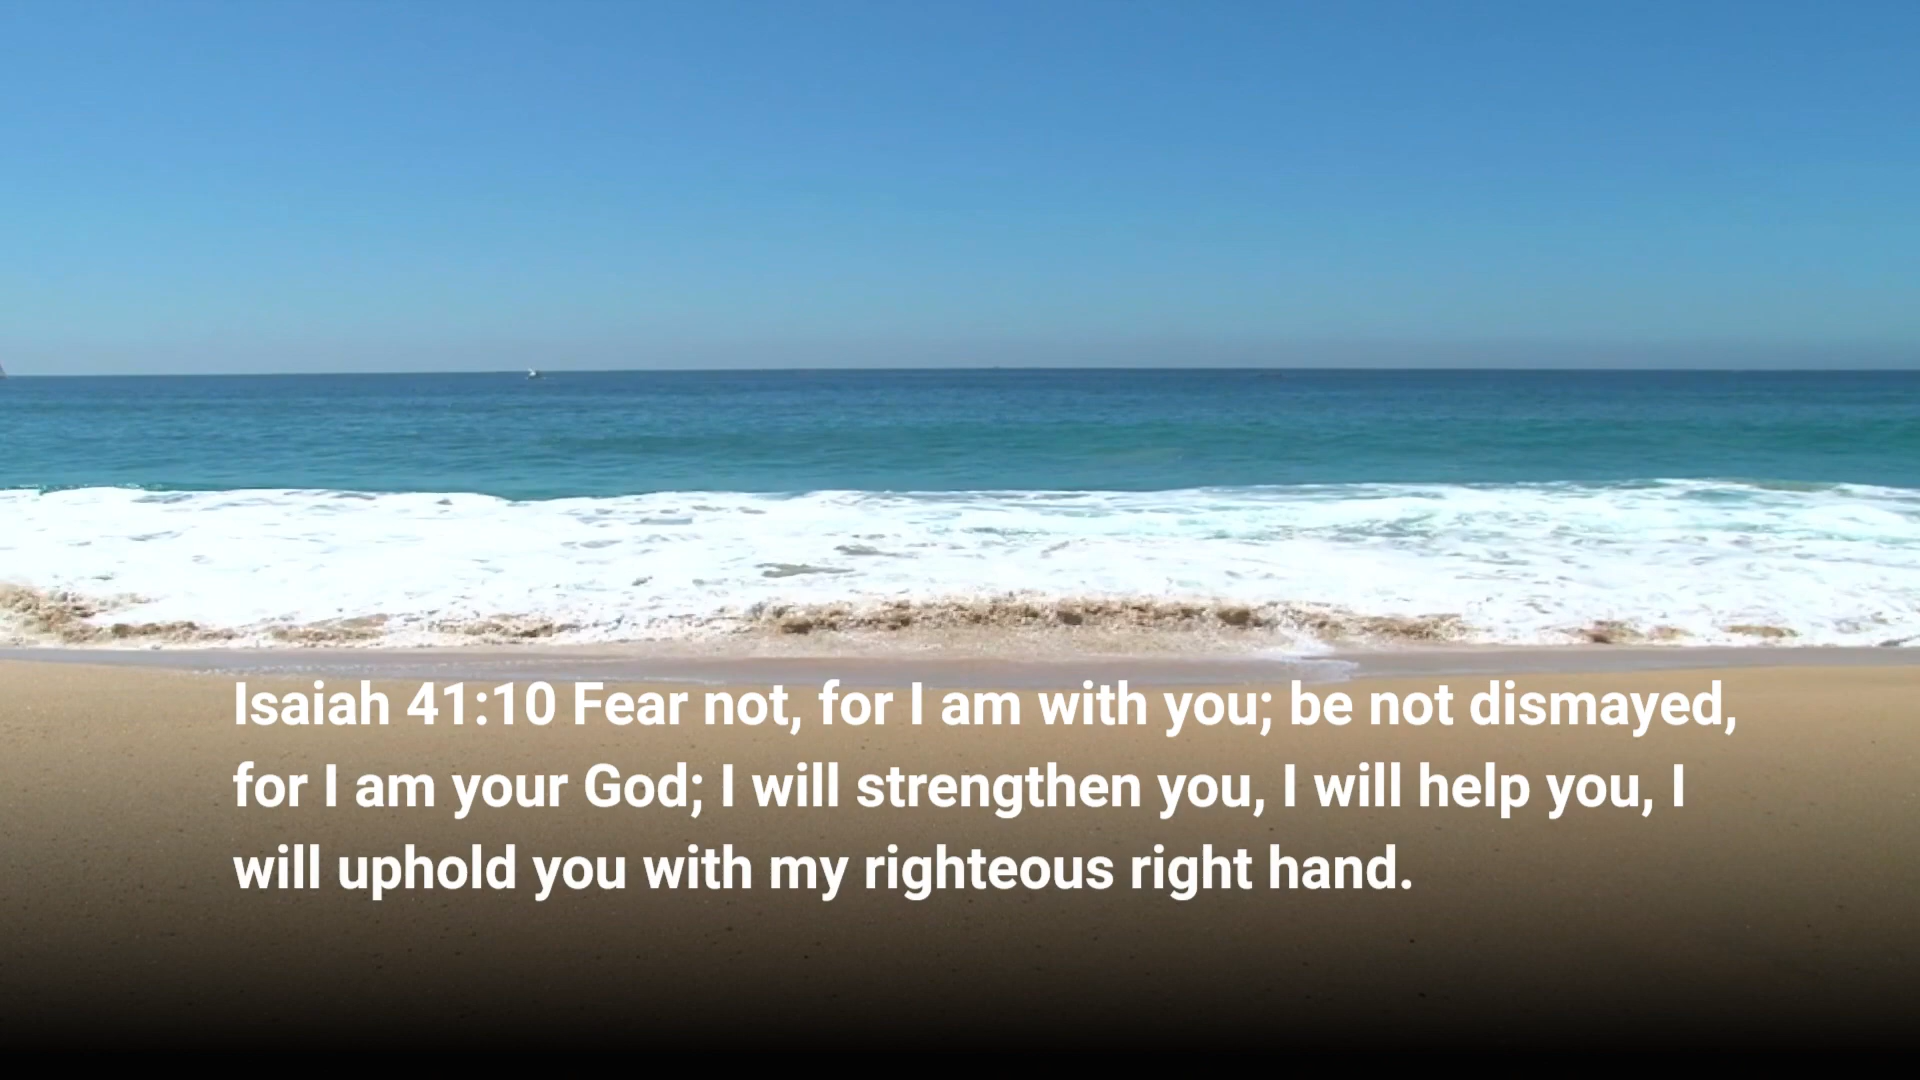 Isaiah 41:10 Fear not, for I am with you; be not dismayed,
for I am your God; I will strengthen you, I will help you, I
will uphold you with my righteous right hand.